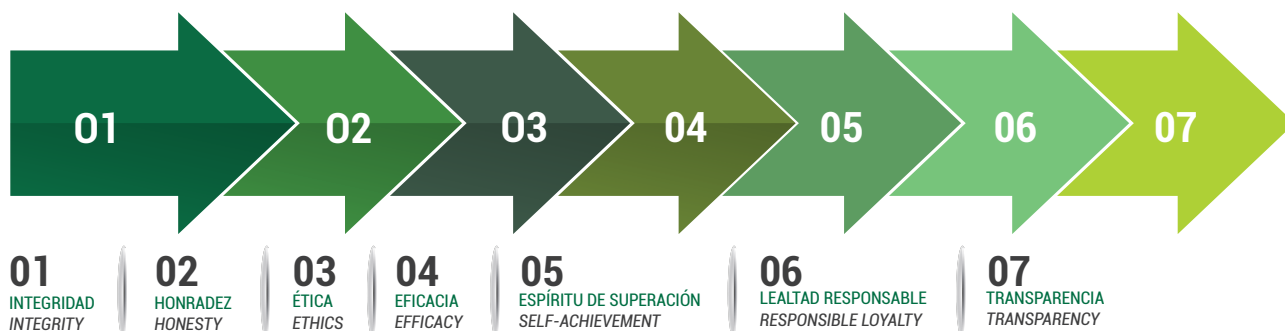 01
02
03
04
05
06
07
01
INTEGRIDAD
INTEGRITY
02
HONRADEZ
HONESTY
03
ÉTICA
ETHICS
04
EFICACIA
EFFICACY
05
ESPÍRITU DE SUPERACIÓN
SELF-ACHIEVEMENT
06
LEALTAD RESPONSABLE
RESPONSIBLE LOYALTY
07
TRANSPARENCIA
TRANSPARENCY